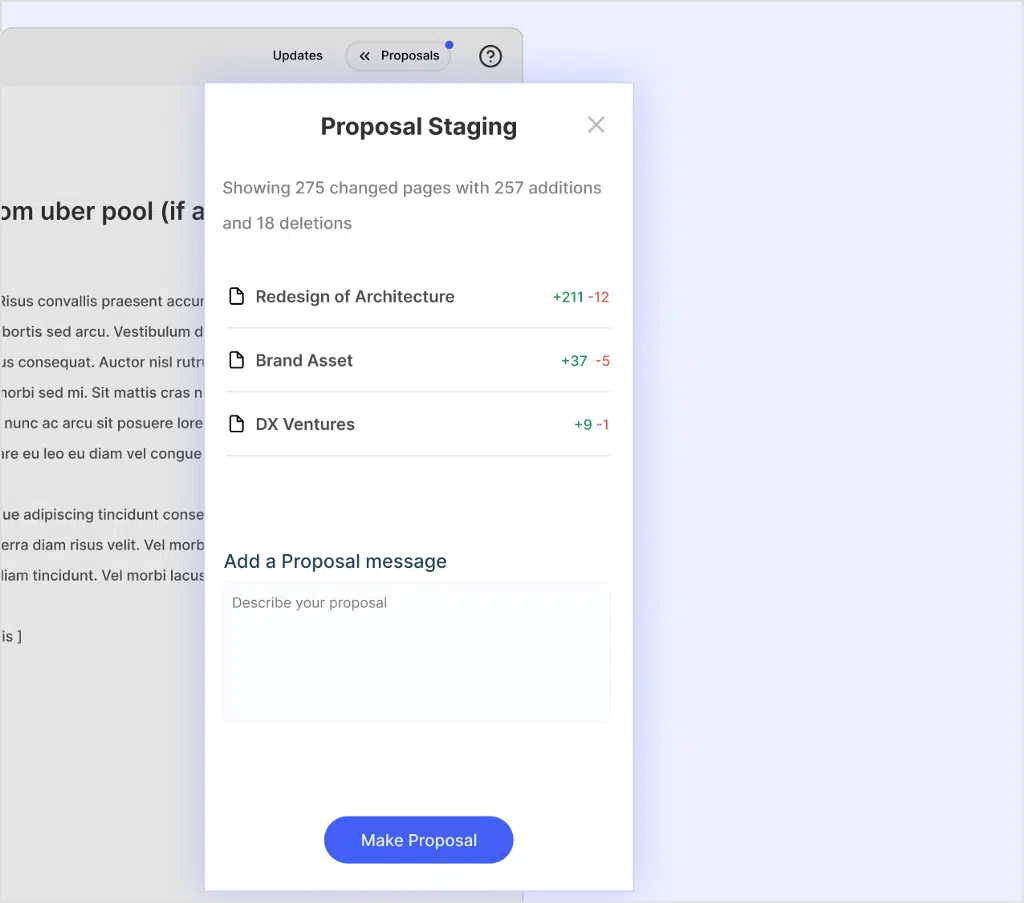 Updates
Proposals
Proposal Staging
Showing 275 changed pages with 257 additions
and 18 deletions
om uber pool (if a
Redesign of Architecture +211 -12
Risus convallis praesent accur
bortis sed arcu. Vestibulum d
us consequat. Auctor nisl rutr
Brand Asset +37 -5
morbi sed mi. Sit mattis cras n
nunc ac arcu sit posuere lore
DX Ventures +9 -1
are eu leo eu diam vel congue
ue adipiscing tincidunt conse
erra diam risus velit. Vel morb
liam tincidunt. Vel morbi lacus
is ]
Add a Proposal message
Describe your proposal
Make Proposal